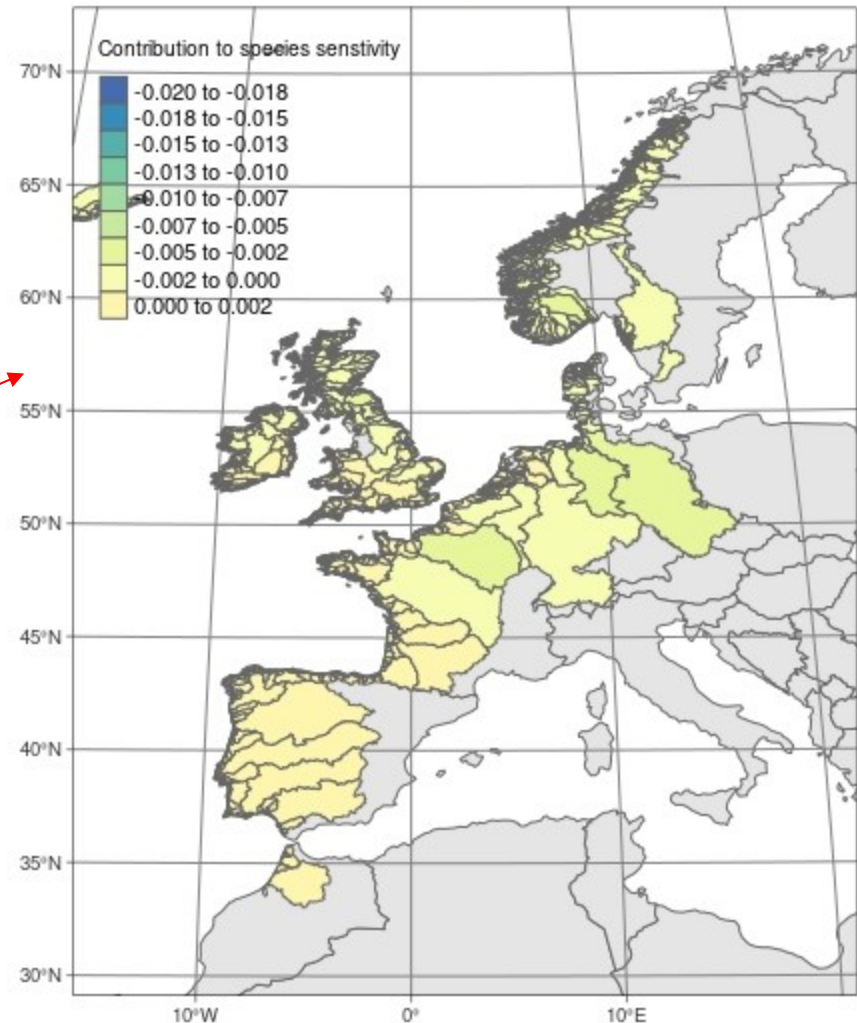 Contribution to species senstivity
-0.020 to -0.018
-0.018 to -0.015
-0.015 to -0.013
-0.013 to -0.010
-0.010 to -0.007
-0.007 to -0.005
-0.005 to -0.002
-0.002 to 0.000
0.000 to 0.002
70°N
65°N
60°N
55°N
50°N
45°N
40°N
35°N
30°N
10°W
0°
10°E